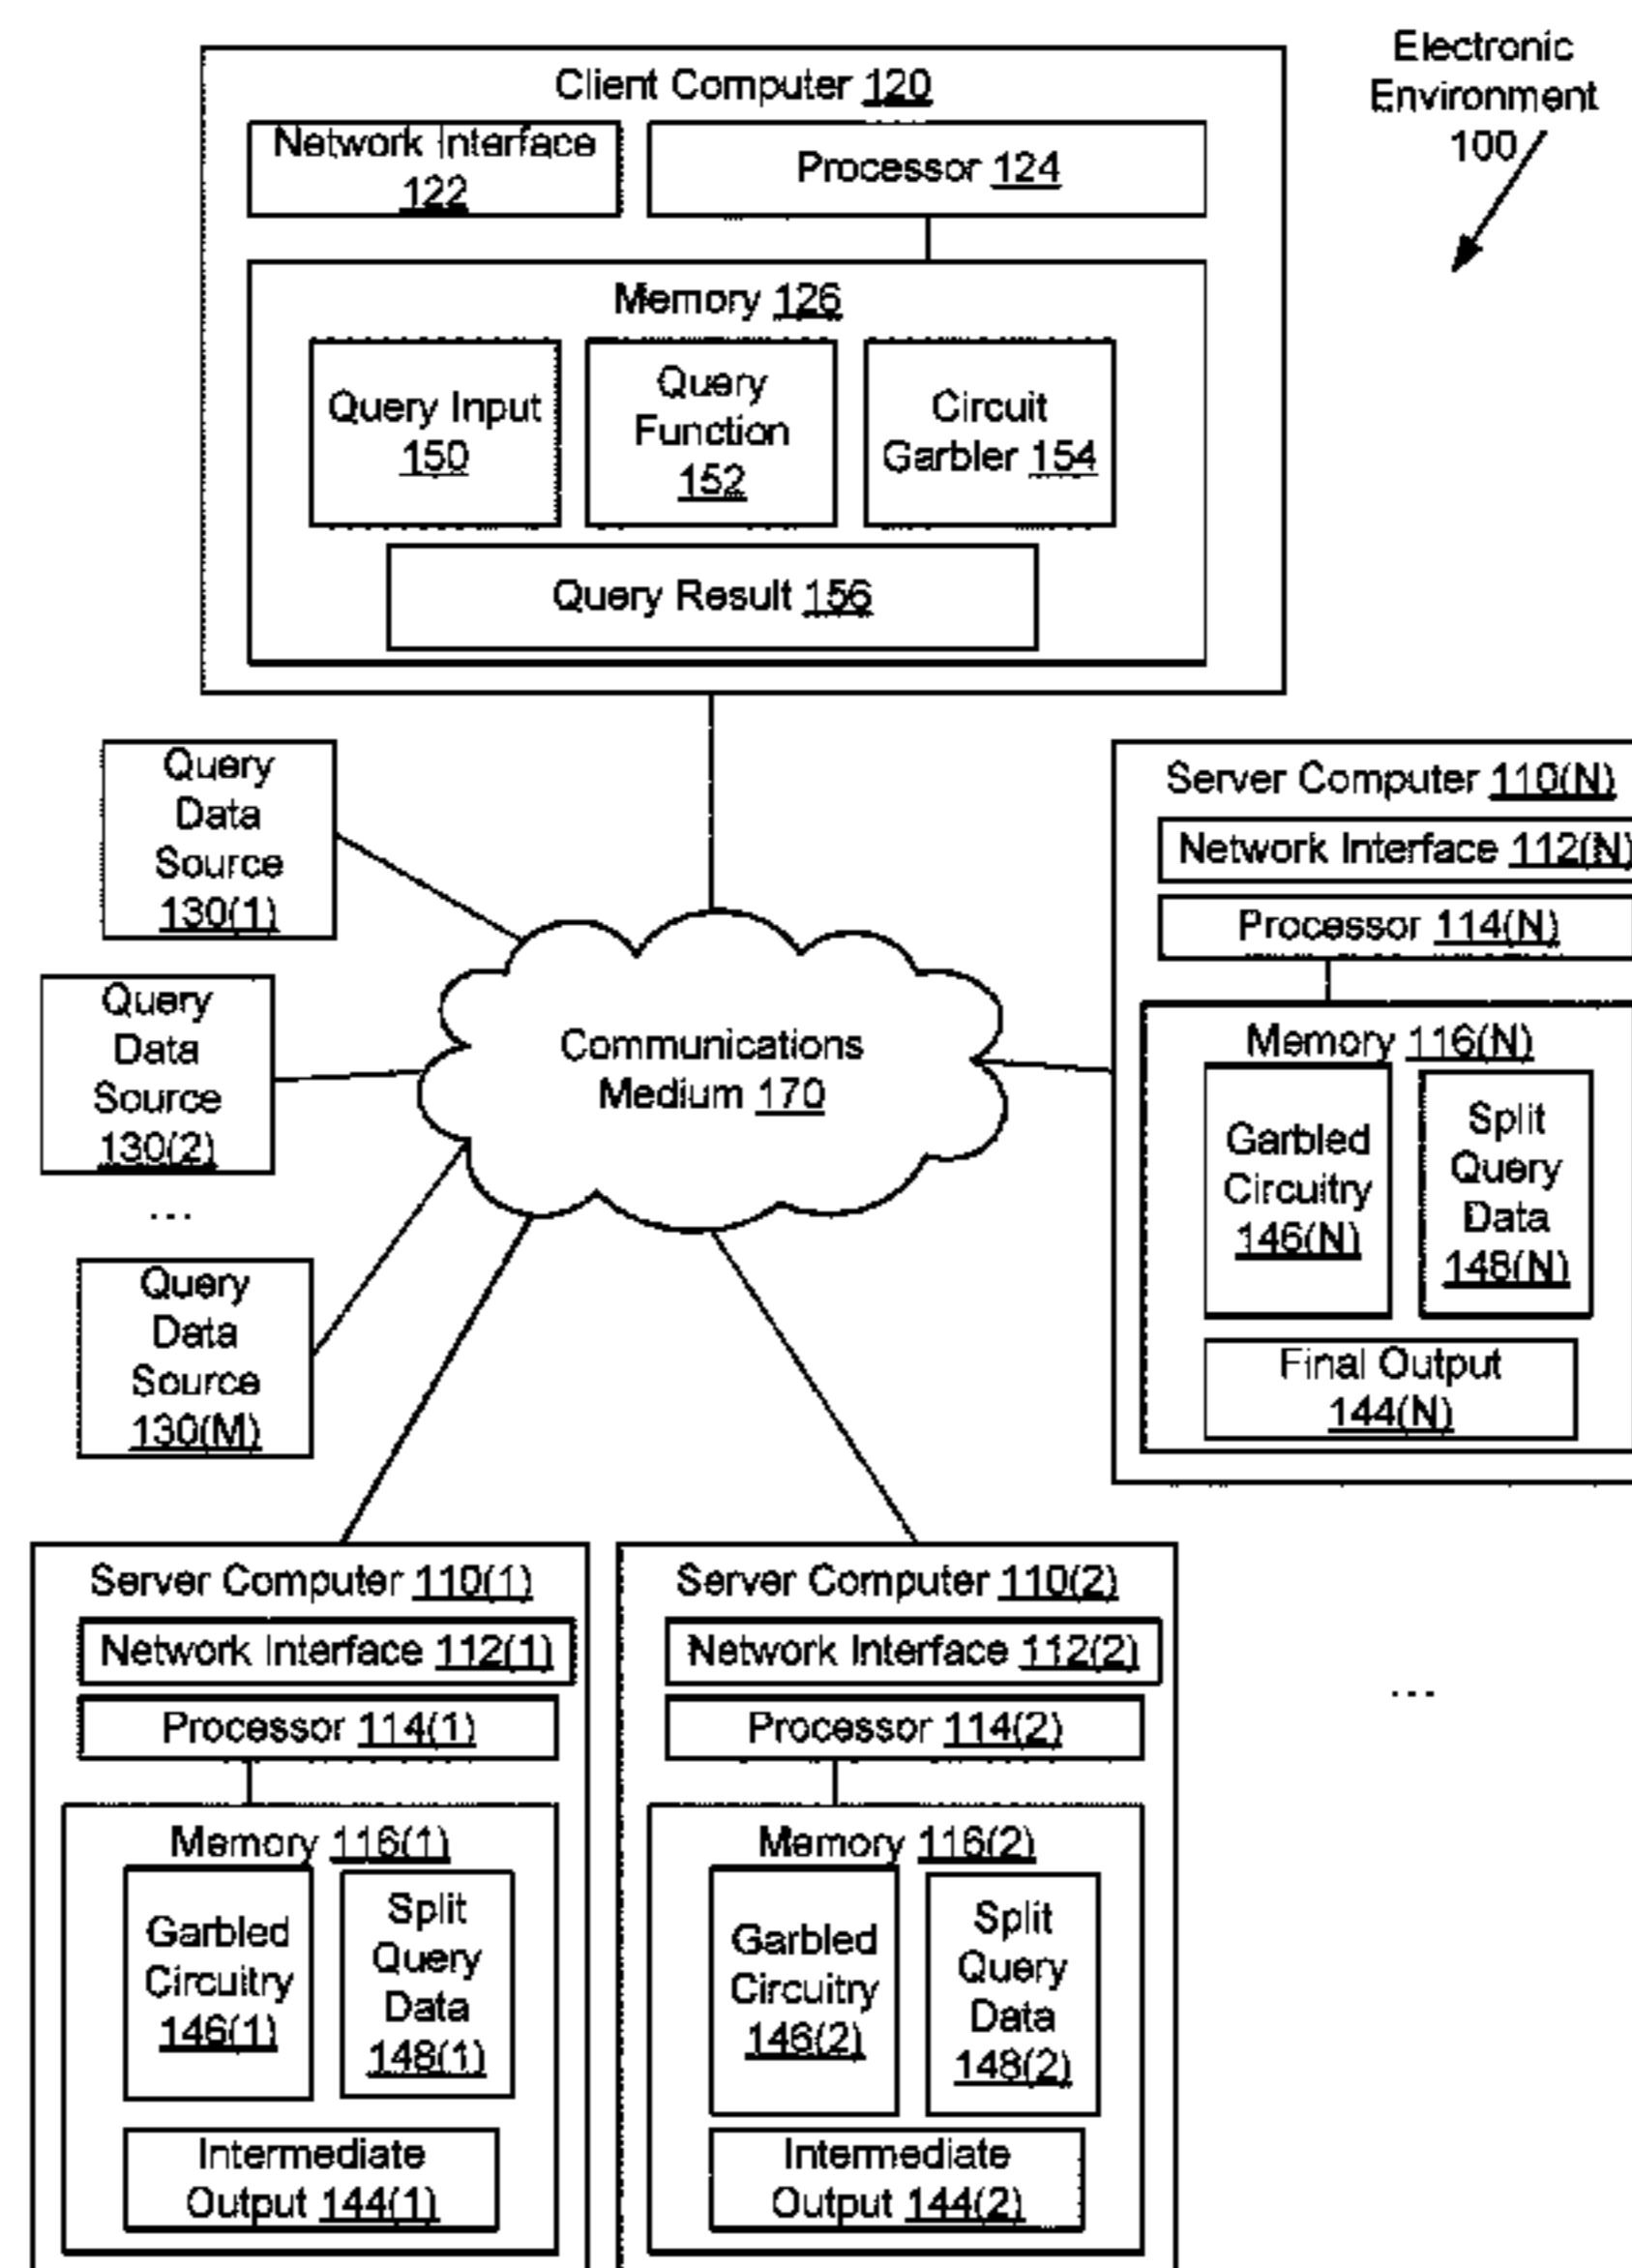 Electronic
Environment
100
Client Computer 120
Network Interface
122
Processor 124
Memory 126
Query Input
150
Query
Function
152
Circuit
Garbler 154
Query Result 156
Query
Data
Source
130(1)
Query
Data
Source
130(2)
...
Query
Data
Source
130(M)
Communications
Medium 170
Server Computer 110(N)
Network Interface 112(N)
Processor 114(N)
Memory 116(N)
Garbled
Circuitry
146(N)
Split
Query
Data
148(N)
Final Output
144(N)
Server Computer 110(1)
Network Interface 112(1)
Processor 114(1)
Memory 116(1)
Garbled
Circuitry
146(1)
Split
Query
Data
148(1)
Intermediate
Output 144(1)
Server Computer 110(2)
Network Interface 112(2)
Processor 114(2)
Memory 116(2)
Garbled
Circuitry
146(2)
Split
Query
Data
148(2)
Intermediate
Output 144(2)
...